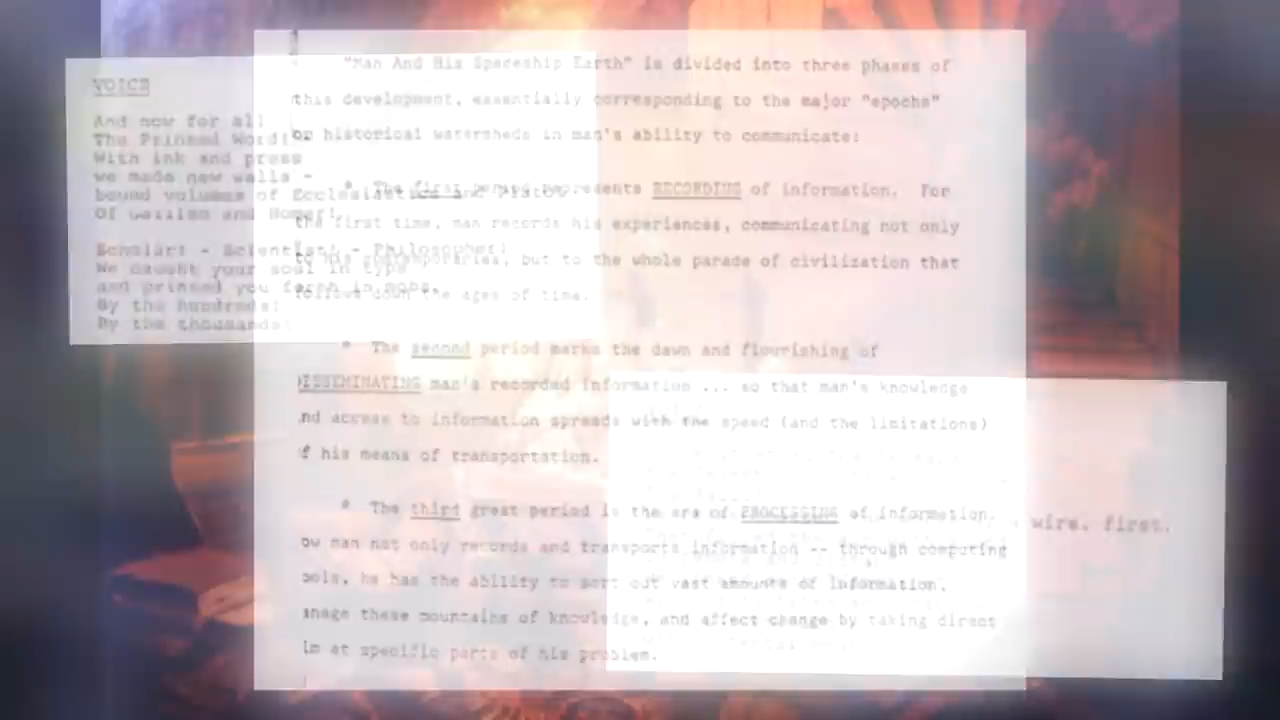 VOICE
And now for all
The Printed Word!
With ink and press
we made new walls -
bound volumes of Ecclesiastics and Platos
Of Galileo and Homer!
Scholar! - Scientist! - Philosopher!
We caught your soul in type
and printed you forth in mobs.
By the hundreds!
By the thousands!
"Man And His Spaceship Earth" is divided into three phases of
this development, essentially corresponding to the major "epochs"
or historical watersheds in man's ability to communicate:
* The first period represents RECORDING of information. For
the first time, man records his experiences, communicating not only
to his contemporaries, but to the whole parade of civilization that
follows down the ages of time.
* The second period marks the dawn and flourishing of
DISSEMINATING man's recorded information ... so that man's knowledge
nd access to information spreads with the speed (and the limitations)
f his means of transportation.
* The third great period is the era of PROCESSING of information.
ow man not only records and transports information -- through computing
ools, he has the ability to sort out vast amounts of information,
anage these mountains of knowledge, and affect change by taking direct
im at specific parts of his problem.
wire. first.